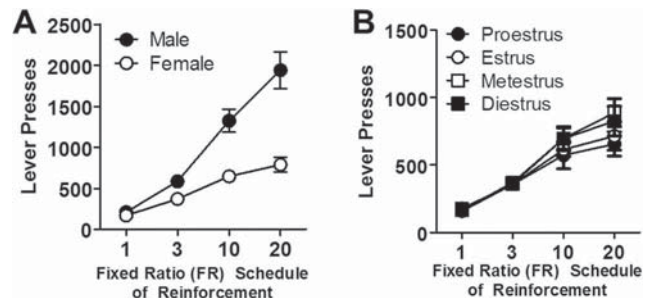 A
2500
2000
1500
1000
500
0
Lever Presses
Male
Female
1 3 10 20
Fixed Ratio (FR) Schedule
of Reinforcement
B
1500
1000
500
0
Lever Presses
Proestrus
Estrus
Metestrus
Diestrus
1 3 10 20
Fixed Ratio (FR) Schedule
of Reinforcement